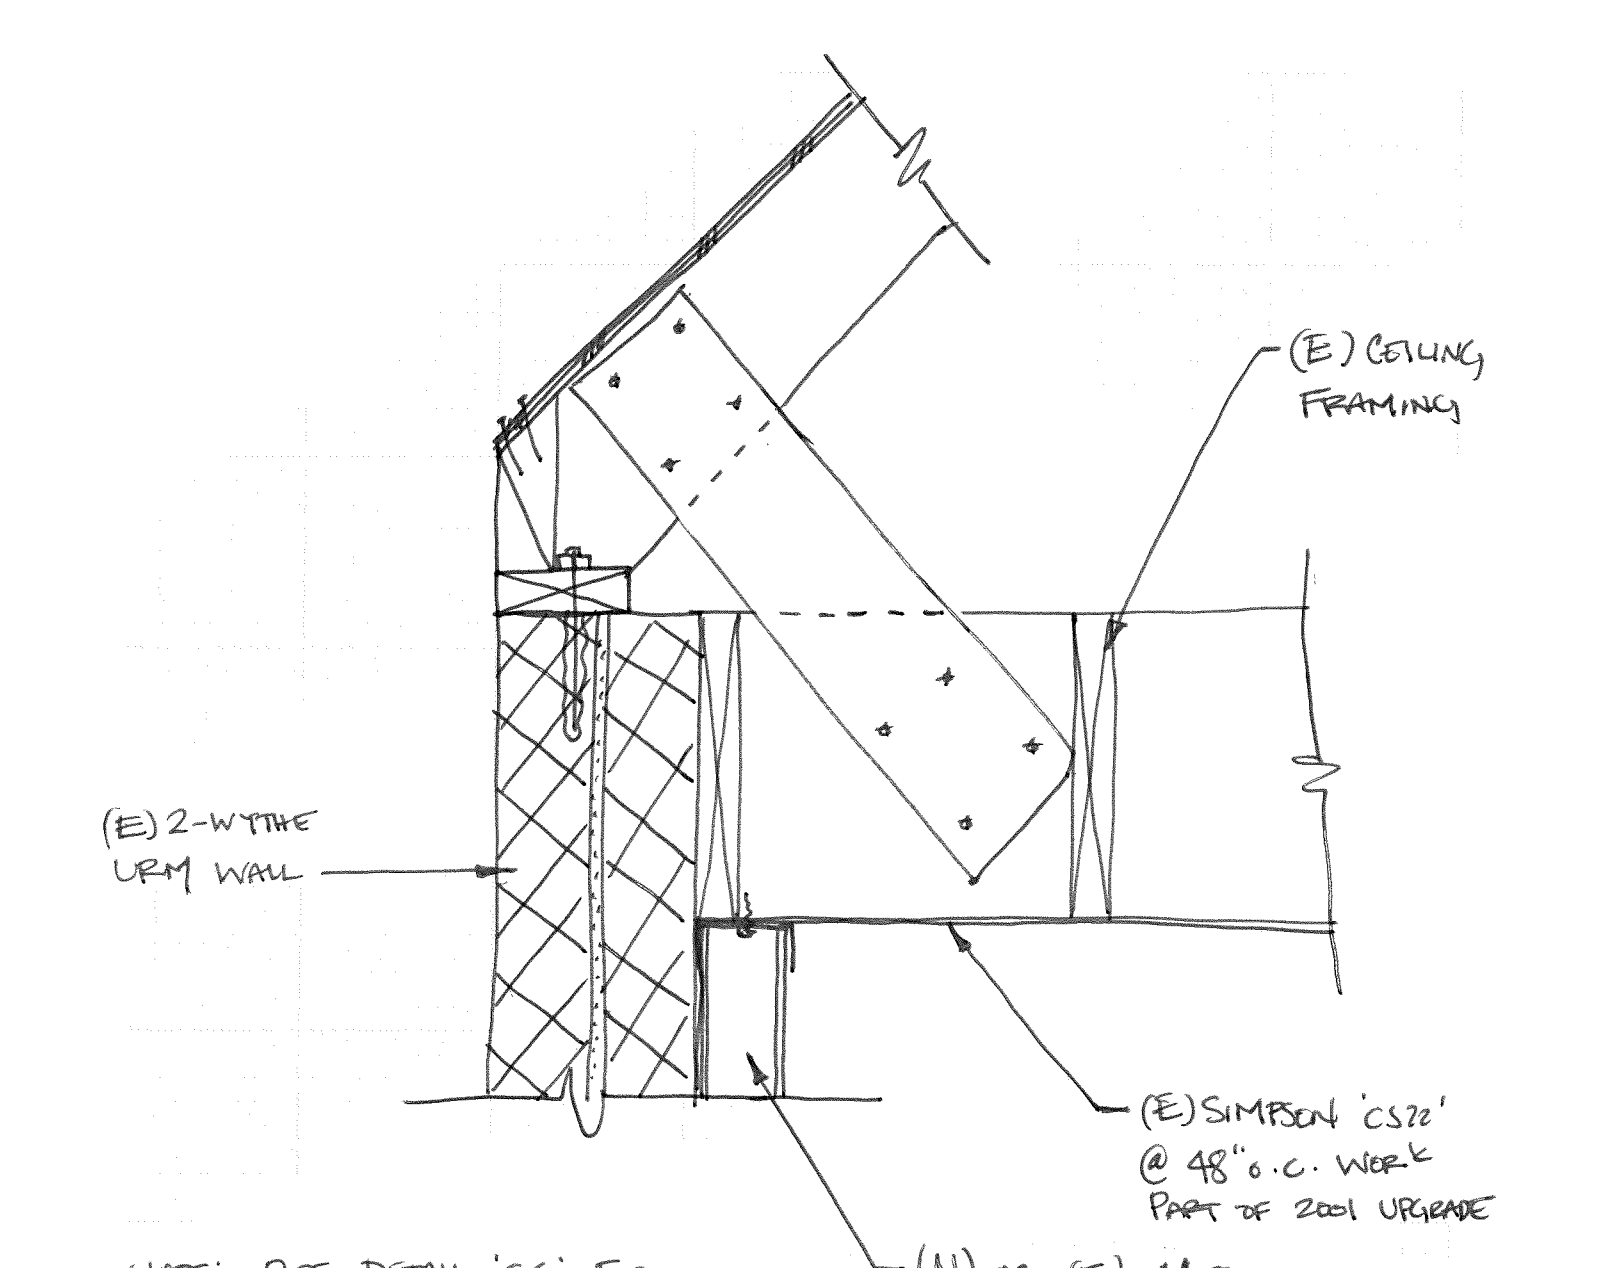 (E) CEILING
FRAMING
(E) 2-WYTHE
URM WALL
(E) SIMPSON 'CS22'
@ 48" o.c. WORK
PART OF 2001 UPGRADE